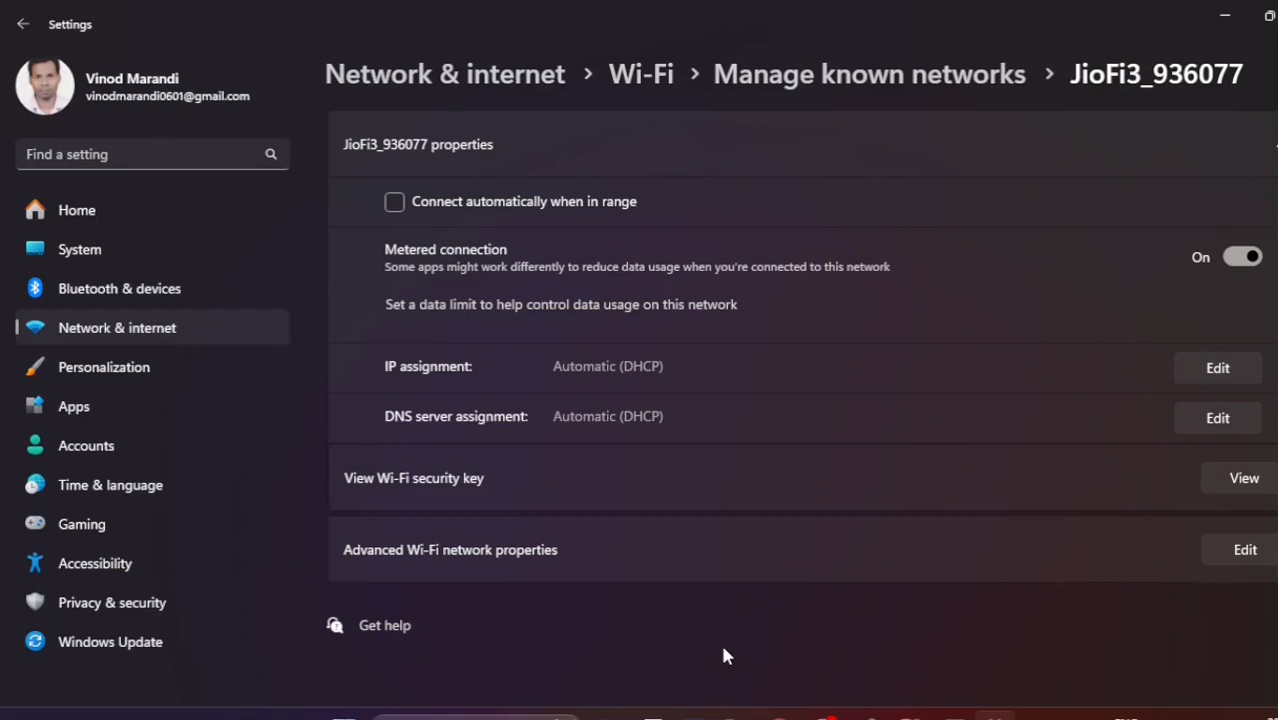 Settings
Vinod Marandi
vinodmarandi0601@gmail.com
Find a setting
Home
System
Bluetooth & devices
Network & internet
Personalization
Apps
Accounts
Time & language
Gaming
Accessibility
Privacy & security
Windows Update
Network & internet > Wi-Fi > Manage known networks > JioFi3_936077
JioFi3_936077 properties
Connect automatically when in range
Metered connection
Some apps might work differently to reduce data usage when you're connected to this network
On
Set a data limit to help control data usage on this network
IP assignment: Automatic (DHCP) Edit
DNS server assignment: Automatic (DHCP) Edit
View Wi-Fi security key View
Advanced Wi-Fi network properties Edit
Get help